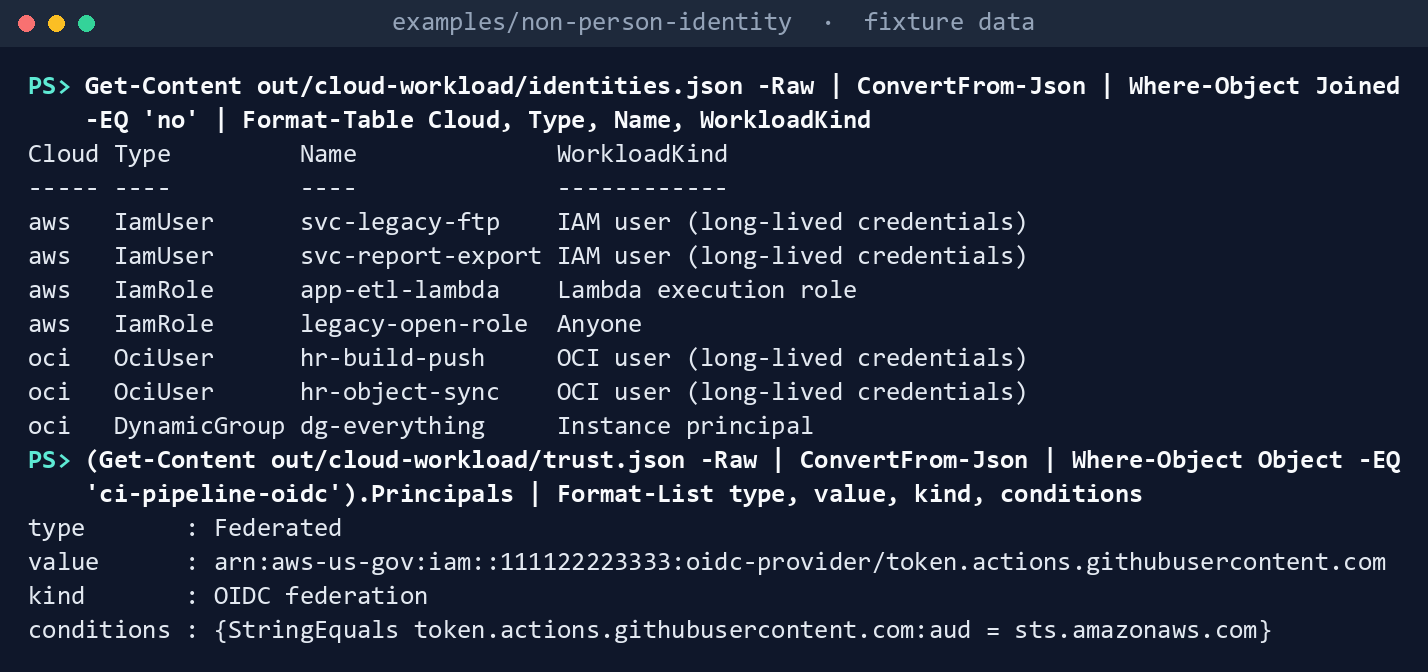 examples/non-person-identity · fixture data
PS> Get-Content out/cloud-workload/identities.json -Raw | ConvertFrom-Json | Where-Object Joined
-EQ 'no' | Format-Table Cloud, Type, Name, WorkloadKind
Cloud Type Name WorkloadKind
----- ---- ---- ------------
aws IamUser svc-legacy-ftp IAM user (long-lived credentials)
aws IamUser svc-report-export IAM user (long-lived credentials)
aws IamRole app-etl-lambda Lambda execution role
aws IamRole legacy-open-role Anyone
oci OciUser hr-build-push OCI user (long-lived credentials)
oci OciUser hr-object-sync OCI user (long-lived credentials)
oci DynamicGroup dg-everything Instance principal
PS> (Get-Content out/cloud-workload/trust.json -Raw | ConvertFrom-Json | Where-Object Object -EQ
'ci-pipeline-oidc').Principals | Format-List type, value, kind, conditions
type : Federated
value : arn:aws-us-gov:iam::111122223333:oidc-provider/token.actions.githubusercontent.com
kind : OIDC federation
conditions : {StringEquals token.actions.githubusercontent.com:aud = sts.amazonaws.com}